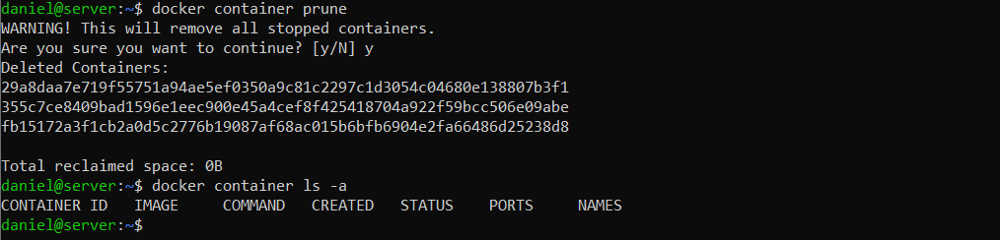 daniel@server:~$ docker container prune
WARNING! This will remove all stopped containers.
Are you sure you want to continue? [y/N] y
Deleted Containers:
29a8daa7e719f55751a94ae5ef0350a9c81c2297c1d3054c04680e138807b3f1
355c7ce8409bad1596e1eec900e45a4cef8f425418704a922f59bcc506e09abe
fb15172a3f1cb2a0d5c2776b19087af68ac015b6bfb6904e2fa66486d25238d8
Total reclaimed space: 0B
daniel@server:~$ docker container ls -a
CONTAINER ID   IMAGE     COMMAND   CREATED   STATUS    PORTS     NAMES
daniel@server:~$